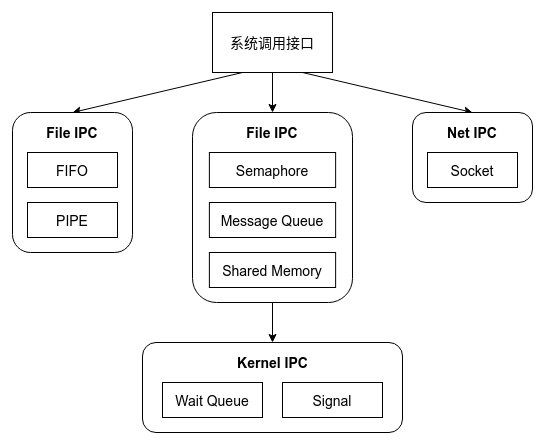 系统调用接口
File IPC
FIFO
PIPE
File IPC
Semaphore
Message Queue
Shared Memory
Net IPC
Socket
Kernel IPC
Wait Queue
Signal